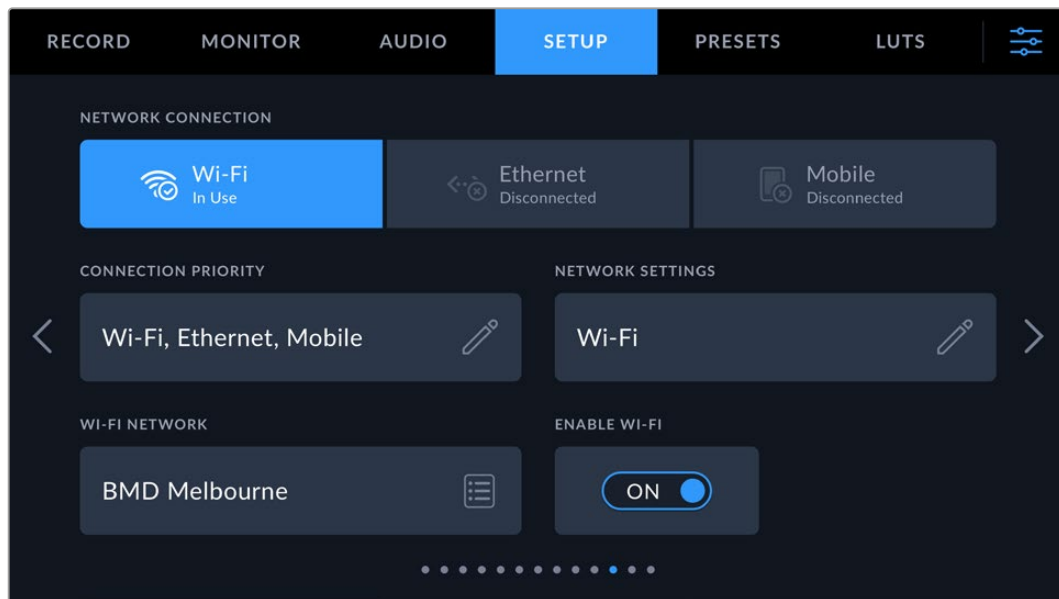 RECORD MONITOR AUDIO SETUP PRESETS LUTS
NETWORK CONNECTION
Wi-Fi
In Use
Ethernet
Disconnected
Mobile
Disconnected
CONNECTION PRIORITY
Wi-Fi, Ethernet, Mobile
NETWORK SETTINGS
Wi-Fi
WI-FI NETWORK
BMD Melbourne
ENABLE WI-FI
ON